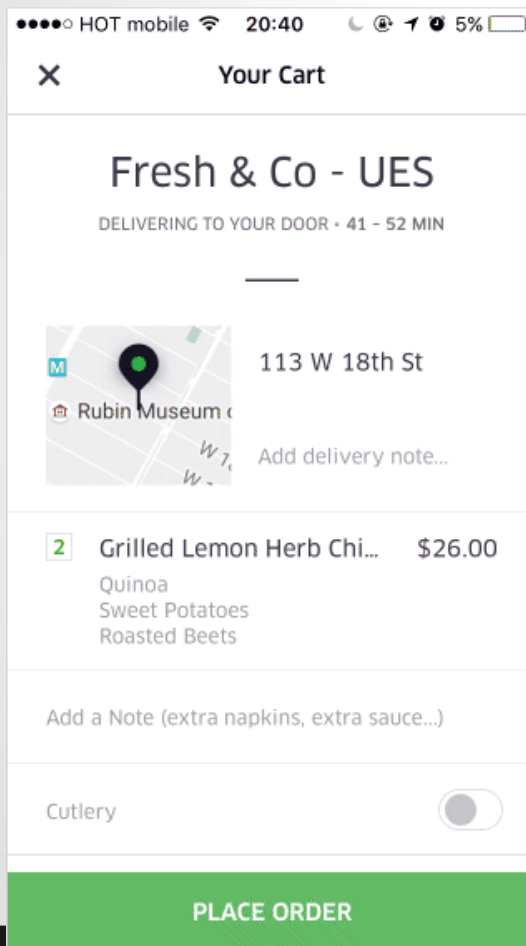 HOT mobile 20:40 5%
Your Cart
Fresh & Co - UES
DELIVERING TO YOUR DOOR • 41 – 52 MIN
M
Rubin Museum
W
W
113 W 18th St
Add delivery note...
2 Grilled Lemon Herb Chi... $26.00
Quinoa
Sweet Potatoes
Roasted Beets
Add a Note (extra napkins, extra sauce...)
Cutlery
PLACE ORDER